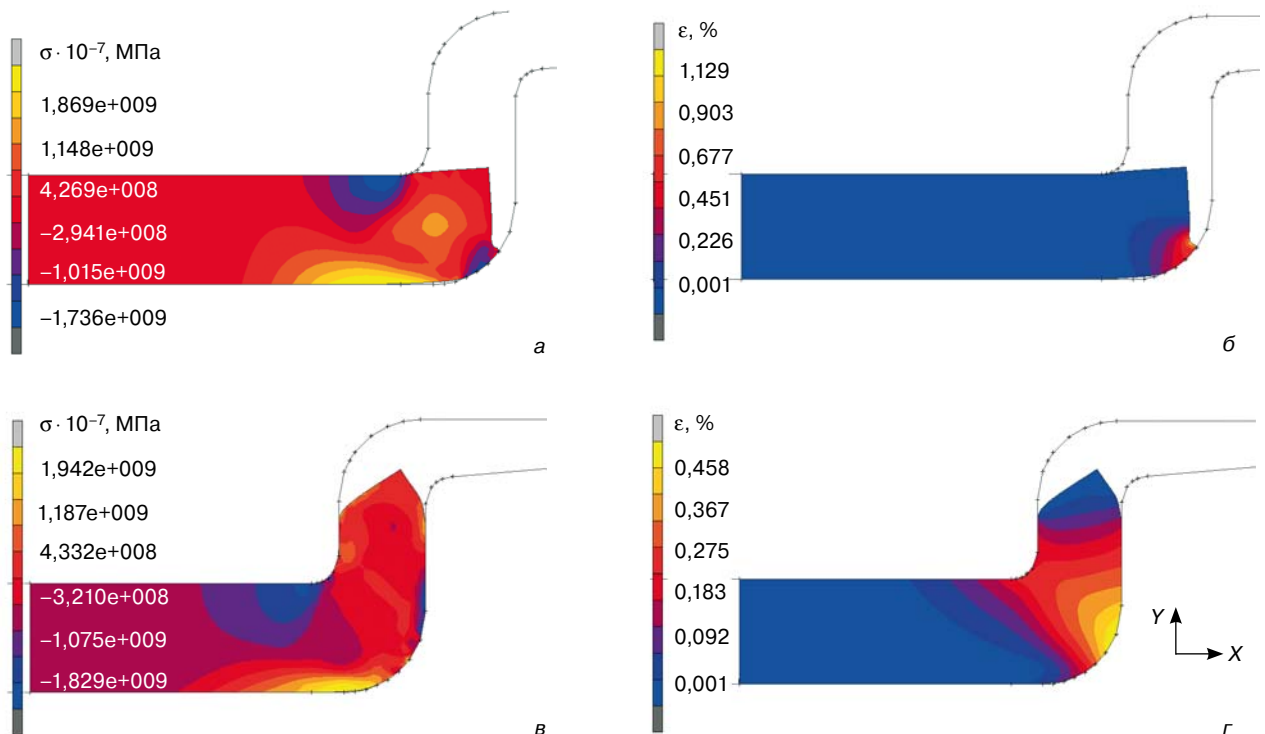 σ · 10⁻⁷, МПа
1,869e+009
1,148e+009
4,269e+008
−2,941e+008
−1,015e+009
−1,736e+009
а
ε, %
1,129
0,903
0,677
0,451
0,226
0,001
б
σ · 10⁻⁷, МПа
1,942e+009
1,187e+009
4,332e+008
−3,210e+008
−1,075e+009
−1,829e+009
в
ε, %
0,458
0,367
0,275
0,183
0,092
0,001
Y
X
г